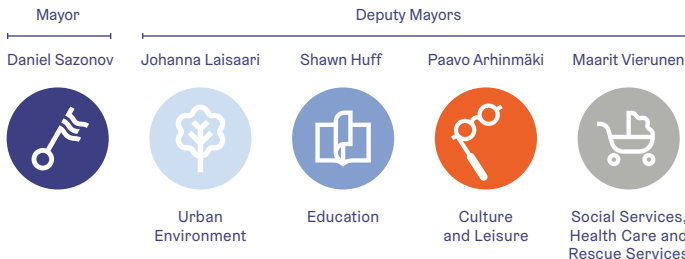 Mayor
Deputy Mayors
Daniel Sazonov
Johanna Laisaari
Shawn Huff
Paavo Arhinmäki
Maarit Vierunen
Urban
Environment
Education
Culture
and Leisure
Social Services,
Health Care and
Rescue Services